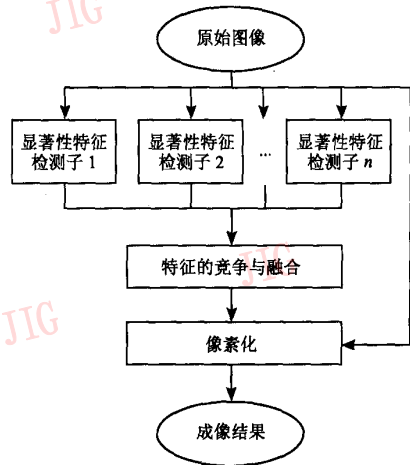 JIG
原始图像
显著性特征
检测子 1
显著性特征
检测子 2
...
显著性特征
检测子 n
特征的竞争与融合
JIG
JIG
像素化
成像结果